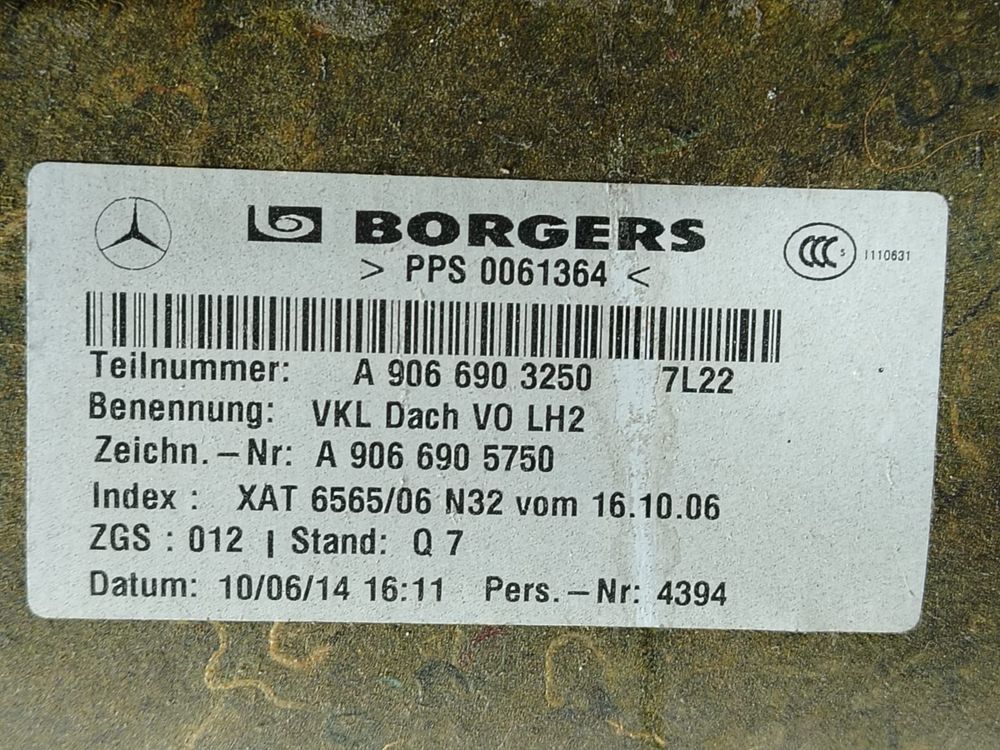 BORGERS
> PPS 0061364 <
CCC S I110631
Teilnummer: A 906 690 3250 7L22
Benennung: VKL Dach VO LH2
Zeichn.-Nr: A 906 690 5750
Index : XAT 6565/06 N32 vom 16.10.06
ZGS : 012 | Stand: Q 7
Datum: 10/06/14 16:11 Pers.-Nr: 4394